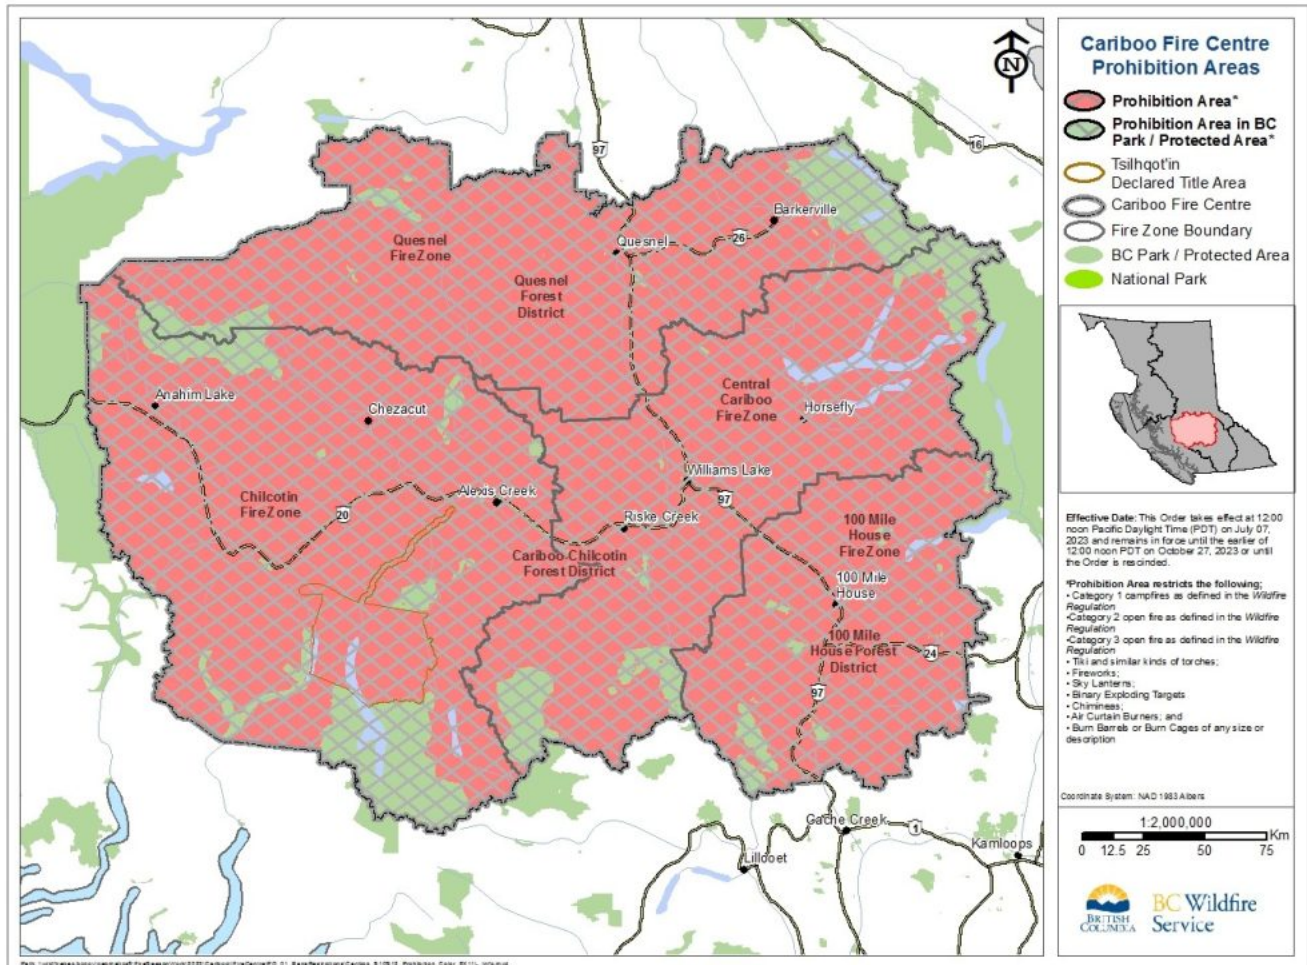 Cariboo Fire Centre
Prohibition Areas
Prohibition Area*
Prohibition Area in BC
Park / Protected Area*
Tsilhqot'in
Declared Title Area
Cariboo Fire Centre
Fire Zone Boundary
BC Park / Protected Area
National Park
N
16
97
Barkerville
Quesnel
26
Quesnel
Fire Zone
Quesnel
Forest
District
Anahim Lake
Chezacut
Central
Cariboo
Fire Zone
Horsefly
Williams Lake
97
Chilcotin
Fire Zone
Alexis Creek
20
Riske Creek
Cariboo-Chilcotin
Forest District
100 Mile
House
Fire Zone
100 Mile
House
100 Mile
House Forest
District
24
97
Cache Creek
1
Kamloops
Lillooet
Effective Date: This Order takes effect at 12:00
noon Pacific Daylight Time (PDT) on July 07,
2023 and remains in force until the earlier of
12:00 noon PDT on October 27, 2023 or until
the Order is rescinded.
*Prohibition Area restricts the following;
• Category 1 campfires as defined in the Wildfire
Regulation
•Category 2 open fire as defined in the Wildfire
Regulation
•Category 3 open fire as defined in the Wildfire
Regulation
• Tiki and similar kinds of torches;
• Fireworks;
• Sky Lanterns;
• Binary Exploding Targets
• Chimineas;
• Air Curtain Burners; and
• Burn Barrels or Burn Cages of any size or
description
Coordinate System: NAD 1983 Albers
1:2,000,000
Km
0 12.5 25 50 75
BRITISH
COLUMBIA
BC Wildfire
Service